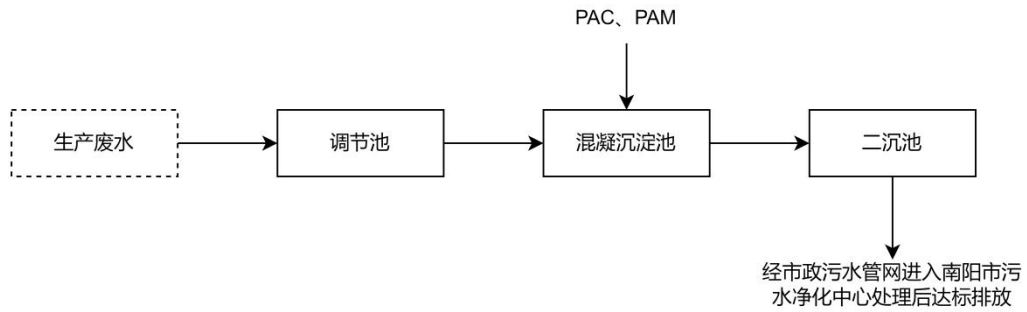 PAC、PAM
生产废水
调节池
混凝沉淀池
二沉池
经市政污水管网进入南阳市污
水净化中心处理后达标排放